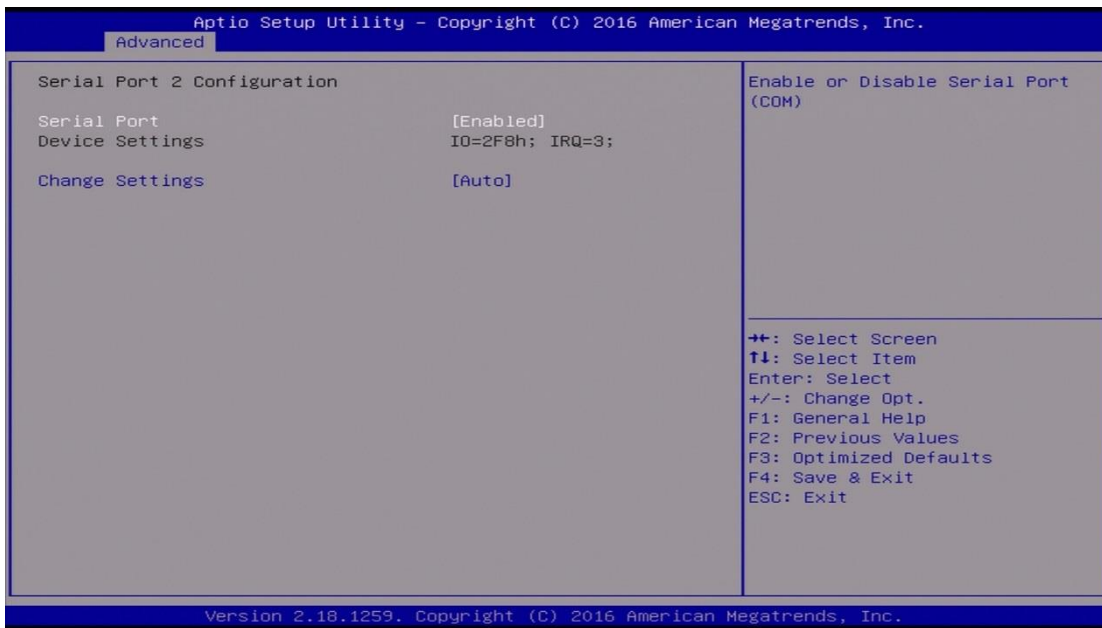 Aptio Setup Utility – Copyright (C) 2016 American Megatrends, Inc.
Advanced
Serial Port 2 Configuration
Serial Port [Enabled]
Device Settings IO=2F8h; IRQ=3;
Change Settings [Auto]
Enable or Disable Serial Port
(COM)
→←: Select Screen
↑↓: Select Item
Enter: Select
+/-: Change Opt.
F1: General Help
F2: Previous Values
F3: Optimized Defaults
F4: Save & Exit
ESC: Exit
Version 2.18.1259. Copyright (C) 2016 American Megatrends, Inc.